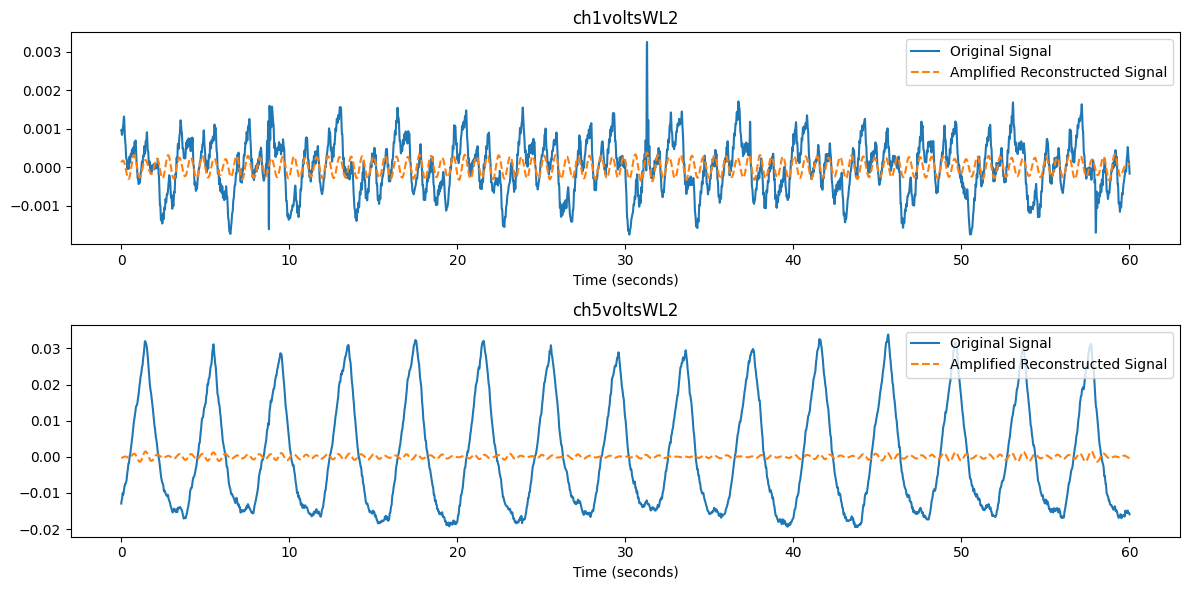 ch1voltsWL2
Original Signal
Amplified Reconstructed Signal
0.003
0.002
0.001
0.000
−0.001
0 10 20 30 40 50 60
Time (seconds)
ch5voltsWL2
Original Signal
Amplified Reconstructed Signal
0.03
0.02
0.01
0.00
−0.01
−0.02
0 10 20 30 40 50 60
Time (seconds)